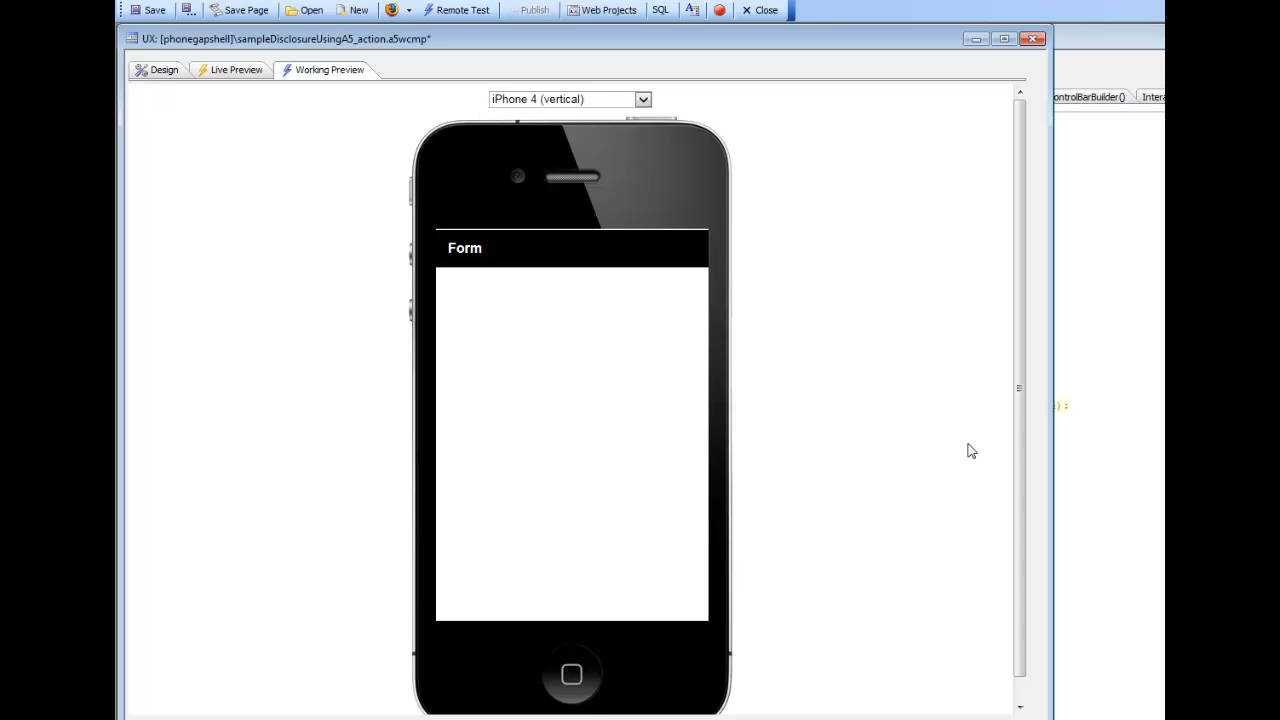 Save Save Page Open New Remote Test Publish Web Projects SQL Close
UX: [phonegapshell]\sampleDisclosureUsingA5_action.a5wcmp*
Design Live Preview Working Preview
ontrolBarBuilder() Intera
iPhone 4 (vertical)
Form
) :